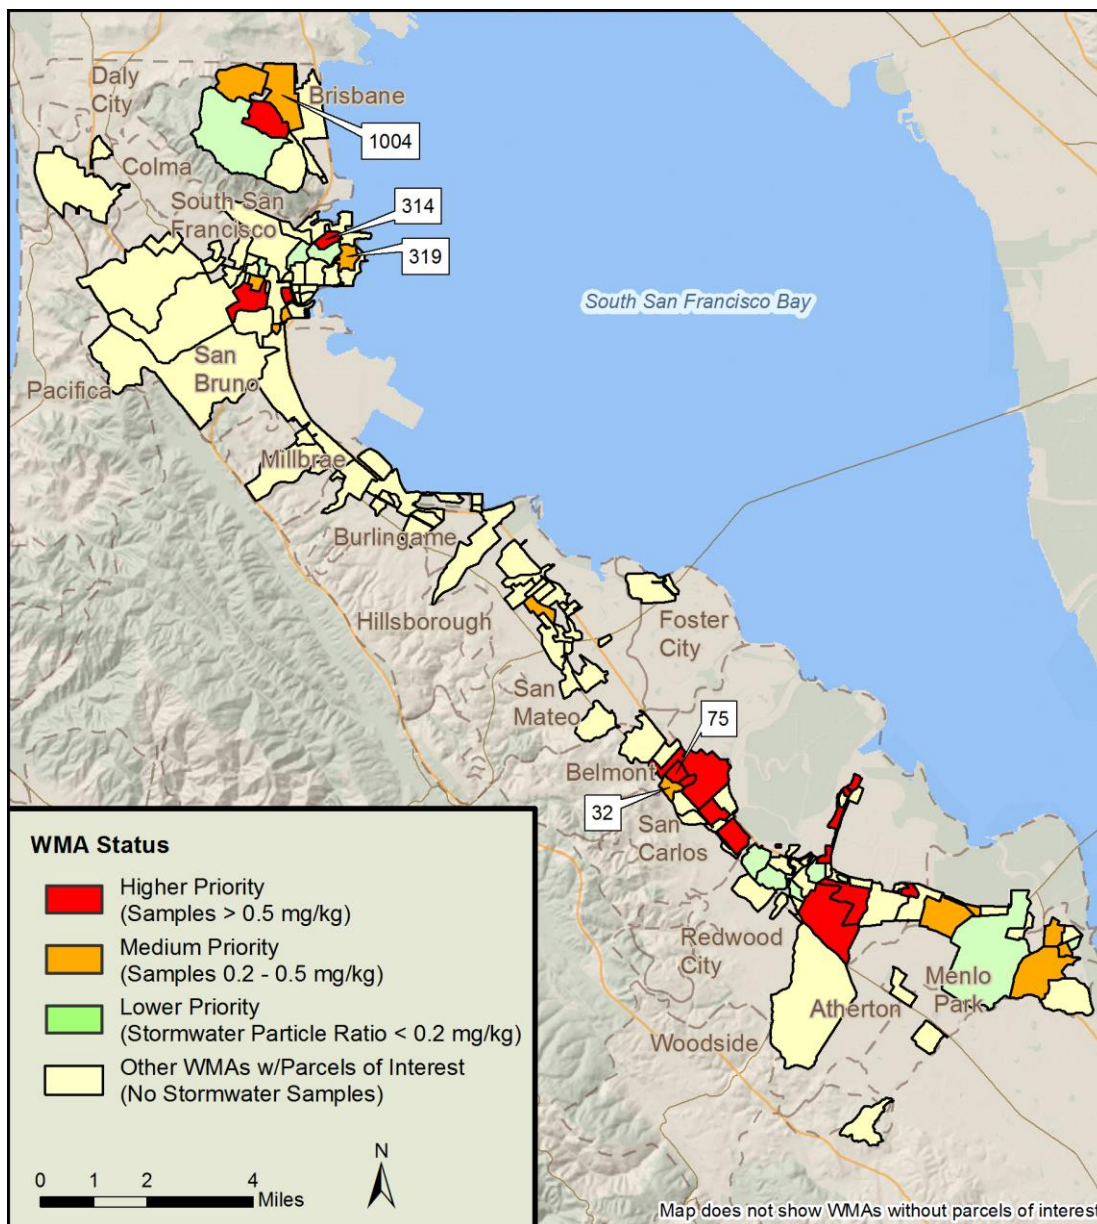 Daly
City
Brisbane
1004
Colma
South San
Francisco
314
319
South San Francisco Bay
San
Bruno
Pacifica
Millbrae
Burlingame
Hillsborough
Foster
City
San
Mateo
75
Belmont
32
San
Carlos
Redwood
City
Menlo
Park
Atherton
Woodside
WMA Status
Higher Priority
(Samples > 0.5 mg/kg)
Medium Priority
(Samples 0.2 - 0.5 mg/kg)
Lower Priority
(Stormwater Particle Ratio < 0.2 mg/kg)
Other WMAs w/Parcels of Interest
(No Stormwater Samples)
N
0 1 2 4
Miles
Map does not show WMAs without parcels of interest